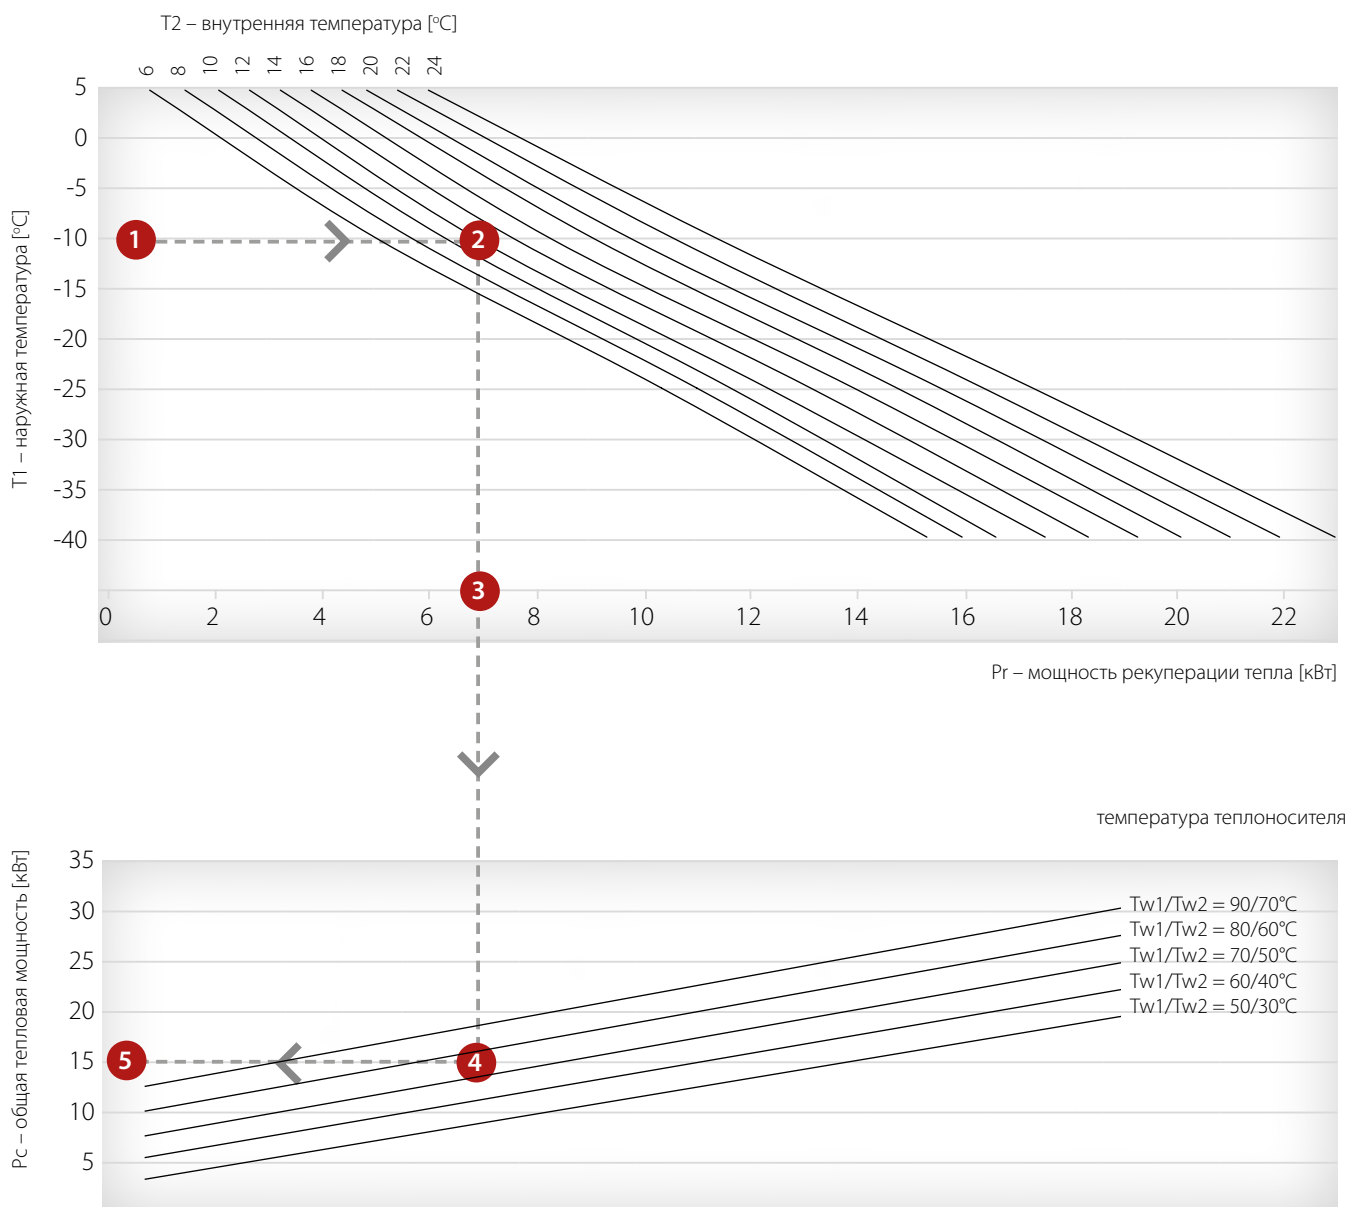 T2 – внутренняя температура [°C]
6 8 10 12 14 16 18 20 22 24
T1 – наружная температура [°C]
5
0
-5
-10
-15
-20
-25
-30
-35
-40
1
2
3
0 2 4 6 8 10 12 14 16 18 20 22
Pr – мощность рекуперации тепла [кВт]
температура теплоносителя
Pc – общая тепловая мощность [кВт]
35
30
25
20
15
10
5
Tw1/Tw2 = 90/70°C
Tw1/Tw2 = 80/60°C
Tw1/Tw2 = 70/50°C
Tw1/Tw2 = 60/40°C
Tw1/Tw2 = 50/30°C
5
4